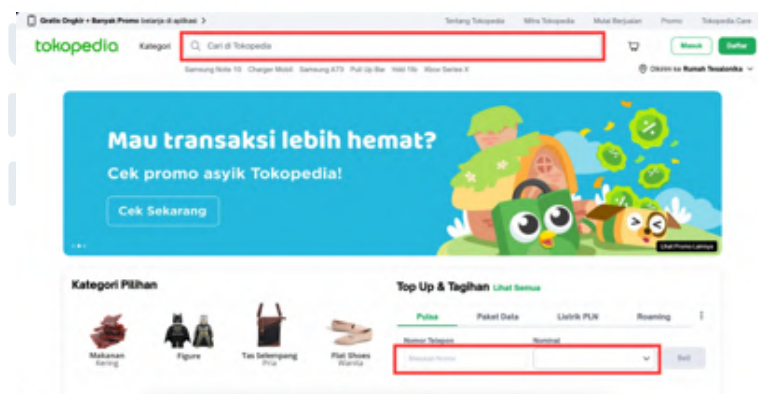 Gratis Ongkir + Banyak Promo belanja di aplikasi >
Tentang Tokopedia Mitra Tokopedia Mulai Berjualan Promo Tokopedia Care
tokopedia Kategori Cari di Tokopedia Masuk Daftar
Samsung Note 10 Charger Mobil Samsung A73 Pull Up Bar Xbox Series X
Dikirim ke Rumah Tesalonika
Mau transaksi lebih hemat?
Cek promo asyik Tokopedia!
Cek Sekarang
Lihat Promo Lainnya
Kategori Pilihan
Makanan
Kering
Figure
Tas Selempang
Pria
Flat Shoes
Wanita
Top Up & Tagihan Lihat Semua
Pulsa Paket Data Listrik PLN Roaming
Nomor Telepon Nominal
Masukan Nomor
Beli